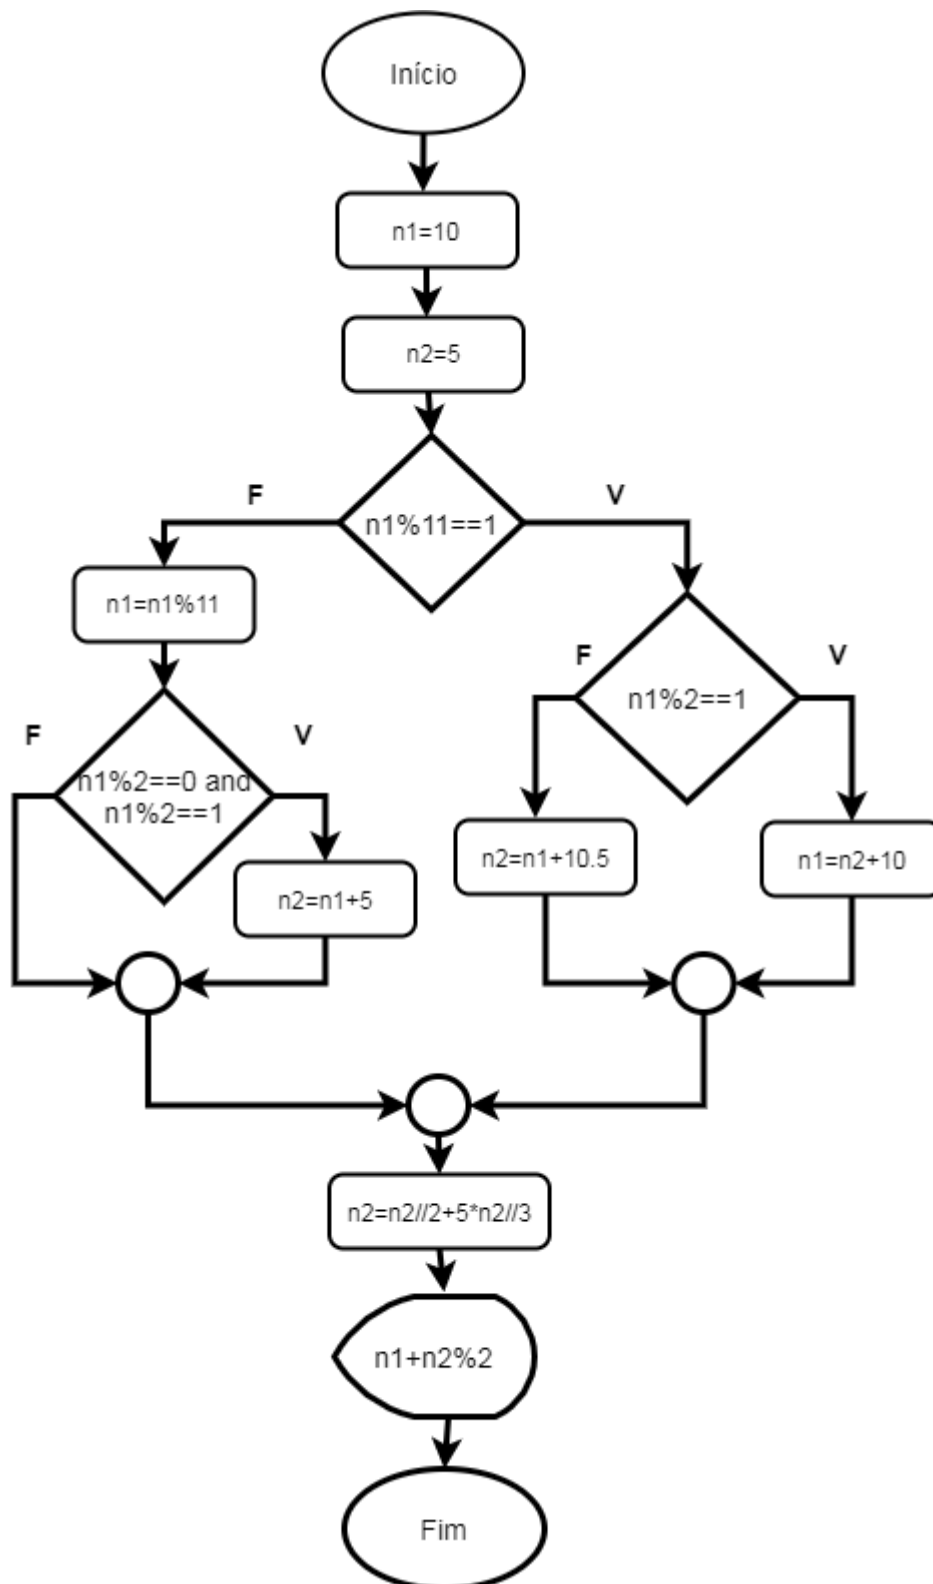 Início
n1=10
n2=5
F
V
n1%11==1
n1=n1%11
F
V
n1%2==1
F
V
n1%2==0 and
n1%2==1
n2=n1+10.5
n1=n2+10
n2=n1+5
n2=n2//2+5*n2//3
n1+n2%2
Fim